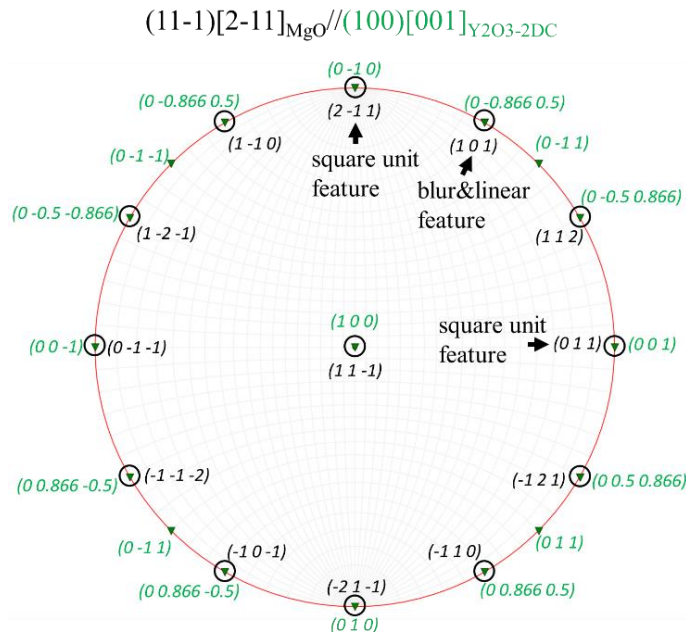 (11-1)[2-11]MgO//(100)[001]Y2O3-2DC
(0 -1 0)
(0 -0.866 0.5)
(0 -0.866 0.5)
(2 -1 1)
(1 -1 0)
(1 0 1)
(0 -1 -1)
(0 -1 1)
square unit
feature
blur&linear
feature
(0 -0.5 -0.866)
(0 -0.5 0.866)
(1 -2 -1)
(1 1 2)
(1 0 0)
square unit
feature
(0 0 -1)
(0 -1 -1)
(0 1 1)
(0 0 1)
(1 1 -1)
(0 0.866 -0.5)
(-1 -1 -2)
(-1 2 1)
(0 0.5 0.866)
(0 -1 1)
(0 1 1)
(-1 0 -1)
(-1 1 0)
(0 0.866 -0.5)
(0 0.866 0.5)
(-2 1 -1)
(0 1 0)